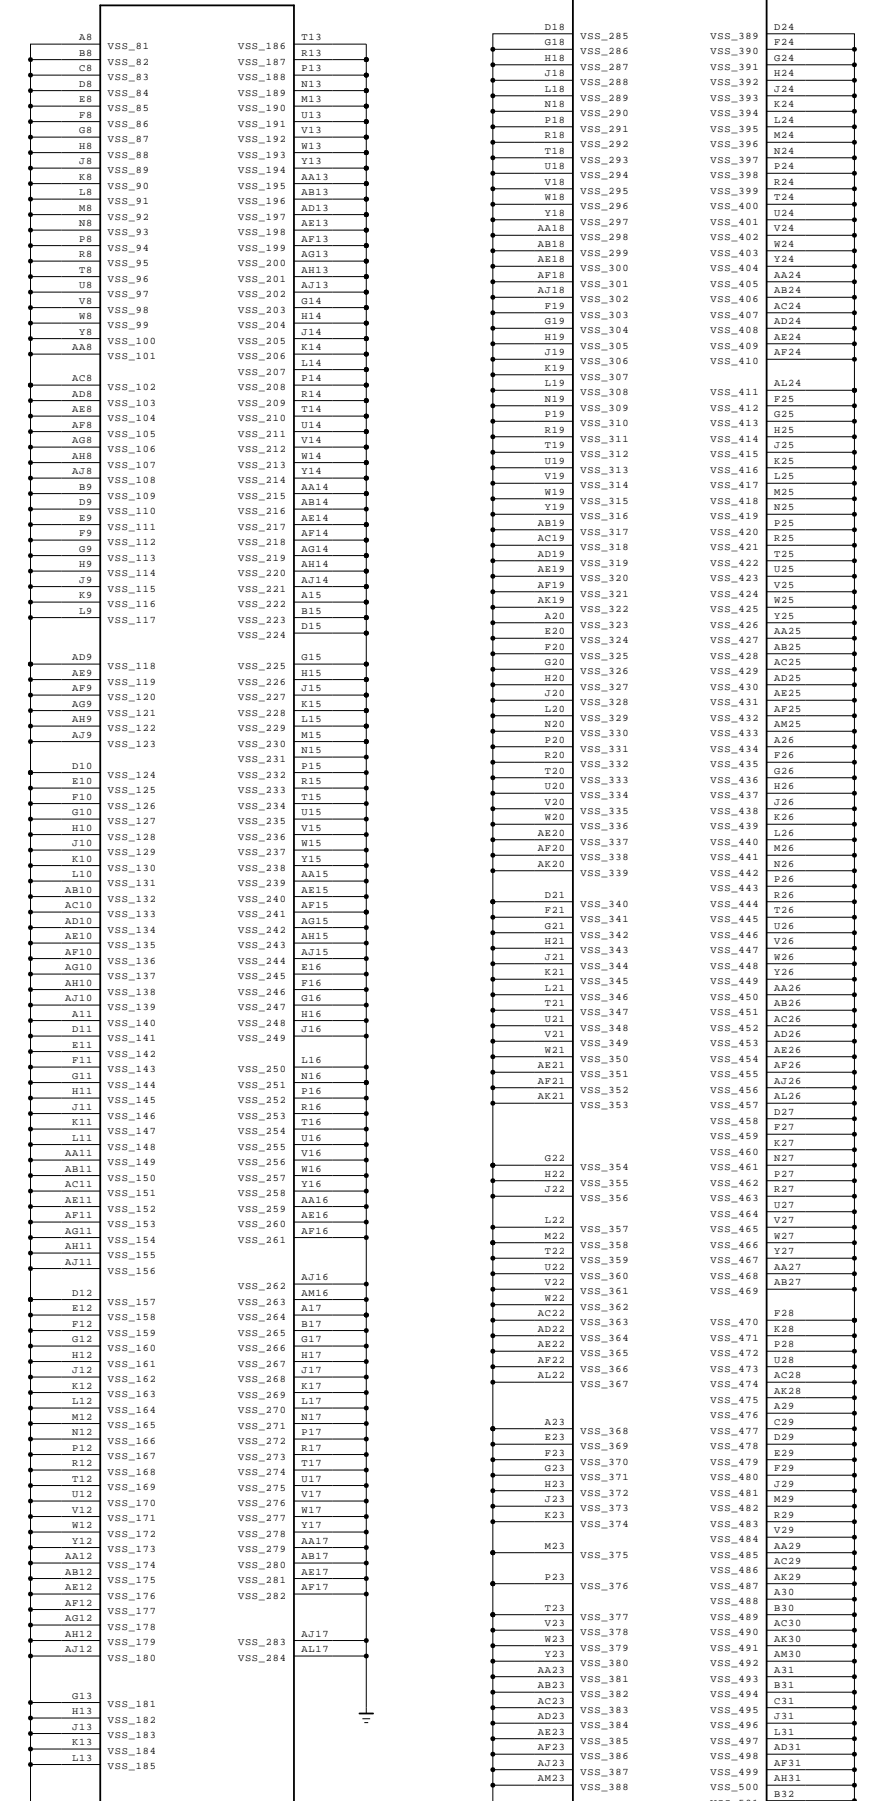 A8 VSS_81
B8 VSS_82
C8 VSS_83
D8 VSS_84
E8 VSS_85
F8 VSS_86
G8 VSS_87
H8 VSS_88
J8 VSS_89
K8 VSS_90
L8 VSS_91
M8 VSS_92
N8 VSS_93
P8 VSS_94
R8 VSS_95
T8 VSS_96
U8 VSS_97
V8 VSS_98
W8 VSS_99
Y8 VSS_100
AA8 VSS_101
AC8 VSS_102
AD8 VSS_103
AE8 VSS_104
AF8 VSS_105
AG8 VSS_106
AH8 VSS_107
AJ8 VSS_108
B9 VSS_109
D9 VSS_110
E9 VSS_111
F9 VSS_112
G9 VSS_113
H9 VSS_114
J9 VSS_115
K9 VSS_116
L9 VSS_117
AD9 VSS_118
AE9 VSS_119
AF9 VSS_120
AG9 VSS_121
AH9 VSS_122
AJ9 VSS_123
D10 VSS_124
E10 VSS_125
F10 VSS_126
G10 VSS_127
H10 VSS_128
J10 VSS_129
K10 VSS_130
L10 VSS_131
AB10 VSS_132
AC10 VSS_133
AD10 VSS_134
AE10 VSS_135
AF10 VSS_136
AG10 VSS_137
AH10 VSS_138
AJ10 VSS_139
A11 VSS_140
D11 VSS_141
E11 VSS_142
F11 VSS_143
G11 VSS_144
H11 VSS_145
J11 VSS_146
K11 VSS_147
L11 VSS_148
AA11 VSS_149
AB11 VSS_150
AC11 VSS_151
AE11 VSS_152
AF11 VSS_153
AG11 VSS_154
AH11 VSS_155
AJ11 VSS_156
D12 VSS_157
E12 VSS_158
F12 VSS_159
G12 VSS_160
H12 VSS_161
J12 VSS_162
K12 VSS_163
L12 VSS_164
M12 VSS_165
N12 VSS_166
P12 VSS_167
R12 VSS_168
T12 VSS_169
U12 VSS_170
V12 VSS_171
W12 VSS_172
Y12 VSS_173
AA12 VSS_174
AB12 VSS_175
AE12 VSS_176
AF12 VSS_177
AG12 VSS_178
AH12 VSS_179
AJ12 VSS_180
G13 VSS_181
H13 VSS_182
J13 VSS_183
K13 VSS_184
L13 VSS_185
VSS_186 T13
VSS_187 R13
VSS_188 P13
VSS_189 N13
VSS_190 M13
VSS_191 U13
VSS_192 V13
VSS_193 W13
VSS_194 Y13
VSS_195 AA13
VSS_196 AB13
VSS_197 AD13
VSS_198 AE13
VSS_199 AF13
VSS_200 AG13
VSS_201 AH13
VSS_202 AJ13
VSS_203 G14
VSS_204 H14
VSS_205 J14
VSS_206 K14
VSS_207 L14
VSS_208 P14
VSS_209 R14
VSS_210 T14
VSS_211 U14
VSS_212 V14
VSS_213 W14
VSS_214 Y14
VSS_215 AA14
VSS_216 AB14
VSS_217 AE14
VSS_218 AF14
VSS_219 AG14
VSS_220 AH14
VSS_221 AJ14
VSS_222 A15
VSS_223 B15
VSS_224 D15
VSS_225 G15
VSS_226 H15
VSS_227 J15
VSS_228 K15
VSS_229 L15
VSS_230 M15
VSS_231 N15
VSS_232 P15
VSS_233 R15
VSS_234 T15
VSS_235 U15
VSS_236 V15
VSS_237 W15
VSS_238 Y15
VSS_239 AA15
VSS_240 AE15
VSS_241 AF15
VSS_242 AG15
VSS_243 AH15
VSS_244 AJ15
VSS_245 E16
VSS_246 F16
VSS_247 G16
VSS_248 H16
VSS_249 J16
VSS_250 L16
VSS_251 N16
VSS_252 P16
VSS_253 R16
VSS_254 T16
VSS_255 U16
VSS_256 V16
VSS_257 W16
VSS_258 Y16
VSS_259 AA16
VSS_260 AE16
VSS_261 AF16
VSS_262 AJ16
VSS_263 AM16
VSS_264 A17
VSS_265 B17
VSS_266 G17
VSS_267 H17
VSS_268 J17
VSS_269 K17
VSS_270 L17
VSS_271 N17
VSS_272 P17
VSS_273 R17
VSS_274 T17
VSS_275 U17
VSS_276 V17
VSS_277 W17
VSS_278 Y17
VSS_279 AA17
VSS_280 AB17
VSS_281 AE17
VSS_282 AF17
VSS_283 AJ17
VSS_284 AL17
D18 VSS_285
G18 VSS_286
H18 VSS_287
J18 VSS_288
L18 VSS_289
N18 VSS_290
P18 VSS_291
R18 VSS_292
T18 VSS_293
U18 VSS_294
V18 VSS_295
W18 VSS_296
Y18 VSS_297
AA18 VSS_298
AB18 VSS_299
AE18 VSS_300
AF18 VSS_301
AJ18 VSS_302
F19 VSS_303
G19 VSS_304
H19 VSS_305
J19 VSS_306
K19 VSS_307
L19 VSS_308
N19 VSS_309
P19 VSS_310
R19 VSS_311
T19 VSS_312
U19 VSS_313
V19 VSS_314
W19 VSS_315
Y19 VSS_316
AB19 VSS_317
AC19 VSS_318
AD19 VSS_319
AE19 VSS_320
AF19 VSS_321
AK19 VSS_322
A20 VSS_323
E20 VSS_324
F20 VSS_325
G20 VSS_326
H20 VSS_327
J20 VSS_328
L20 VSS_329
N20 VSS_330
P20 VSS_331
R20 VSS_332
T20 VSS_333
U20 VSS_334
V20 VSS_335
W20 VSS_336
AE20 VSS_337
AF20 VSS_338
AK20 VSS_339
D21 VSS_340
F21 VSS_341
G21 VSS_342
H21 VSS_343
J21 VSS_344
K21 VSS_345
L21 VSS_346
T21 VSS_347
U21 VSS_348
V21 VSS_349
W21 VSS_350
AE21 VSS_351
AF21 VSS_352
AK21 VSS_353
G22 VSS_354
H22 VSS_355
J22 VSS_356
L22 VSS_357
M22 VSS_358
T22 VSS_359
U22 VSS_360
V22 VSS_361
W22 VSS_362
AC22 VSS_363
AD22 VSS_364
AE22 VSS_365
AF22 VSS_366
AL22 VSS_367
A23 VSS_368
E23 VSS_369
F23 VSS_370
G23 VSS_371
H23 VSS_372
J23 VSS_373
K23 VSS_374
M23 VSS_375
P23 VSS_376
T23 VSS_377
V23 VSS_378
W23 VSS_379
Y23 VSS_380
AA23 VSS_381
AB23 VSS_382
AC23 VSS_383
AD23 VSS_384
AE23 VSS_385
AF23 VSS_386
AJ23 VSS_387
AM23 VSS_388
VSS_389 D24
VSS_390 F24
VSS_391 G24
VSS_392 H24
VSS_393 J24
VSS_394 K24
VSS_395 L24
VSS_396 M24
VSS_397 N24
VSS_398 P24
VSS_399 R24
VSS_400 T24
VSS_401 U24
VSS_402 V24
VSS_403 W24
VSS_404 Y24
VSS_405 AA24
VSS_406 AB24
VSS_407 AC24
VSS_408 AD24
VSS_409 AE24
VSS_410 AF24
VSS_411 AL24
VSS_412 F25
VSS_413 G25
VSS_414 H25
VSS_415 J25
VSS_416 K25
VSS_417 L25
VSS_418 M25
VSS_419 N25
VSS_420 P25
VSS_421 R25
VSS_422 T25
VSS_423 U25
VSS_424 V25
VSS_425 W25
VSS_426 Y25
VSS_427 AA25
VSS_428 AB25
VSS_429 AC25
VSS_430 AD25
VSS_431 AE25
VSS_432 AF25
VSS_433 AM25
VSS_434 A26
VSS_435 F26
VSS_436 G26
VSS_437 H26
VSS_438 J26
VSS_439 K26
VSS_440 L26
VSS_441 M26
VSS_442 N26
VSS_443 P26
VSS_444 R26
VSS_445 T26
VSS_446 U26
VSS_447 V26
VSS_448 W26
VSS_449 Y26
VSS_450 AA26
VSS_451 AB26
VSS_452 AC26
VSS_453 AD26
VSS_454 AE26
VSS_455 AF26
VSS_456 AJ26
VSS_457 AL26
VSS_458 D27
VSS_459 F27
VSS_460 K27
VSS_461 N27
VSS_462 P27
VSS_463 R27
VSS_464 U27
VSS_465 V27
VSS_466 W27
VSS_467 Y27
VSS_468 AA27
VSS_469 AB27
VSS_470 F28
VSS_471 K28
VSS_472 P28
VSS_473 U28
VSS_474 AC28
VSS_475 AK28
VSS_476 A29
VSS_477 C29
VSS_478 D29
VSS_479 E29
VSS_480 F29
VSS_481 J29
VSS_482 M29
VSS_483 R29
VSS_484 V29
VSS_485 AA29
VSS_486 AC29
VSS_487 AK29
VSS_488 A30
VSS_489 B30
VSS_490 AC30
VSS_491 AK30
VSS_492 AM30
VSS_493 A31
VSS_494 B31
VSS_495 C31
VSS_496 J31
VSS_497 L31
VSS_498 AD31
VSS_499 AF31
VSS_500 AH31
B32